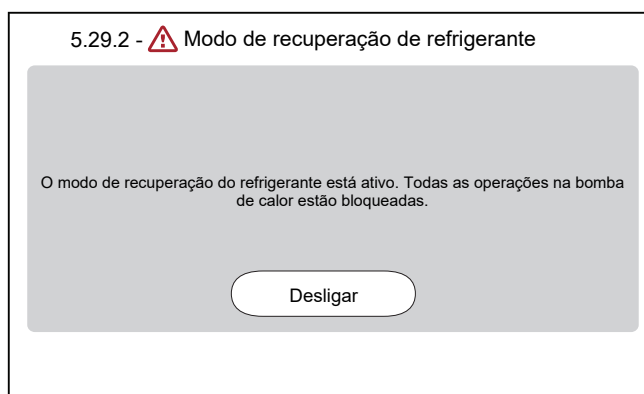 5.29.2 - Modo de recuperação de refrigerante
O modo de recuperação do refrigerante está ativo. Todas as operações na bomba
de calor estão bloqueadas.
Desligar